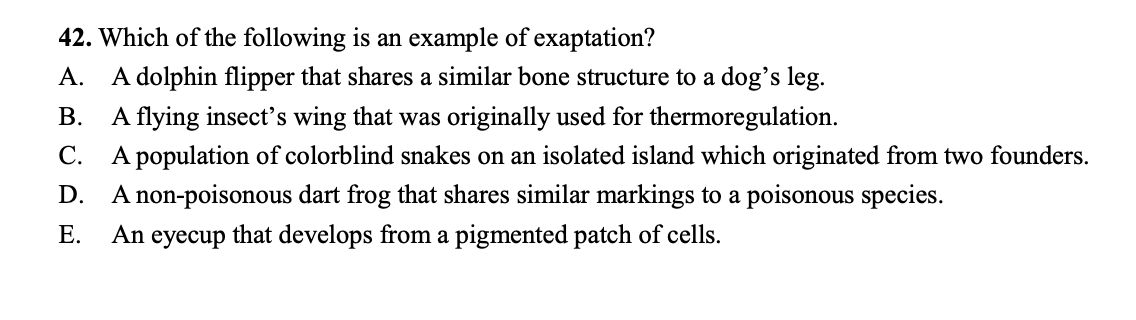 42. Which of the following is an example of exaptation?
A. A dolphin flipper that shares a similar bone structure to a dog’s leg.
B. A flying insect’s wing that was originally used for thermoregulation.
C. A population of colorblind snakes on an isolated island which originated from two founders.
D. A non-poisonous dart frog that shares similar markings to a poisonous species.
E. An eyecup that develops from a pigmented patch of cells.